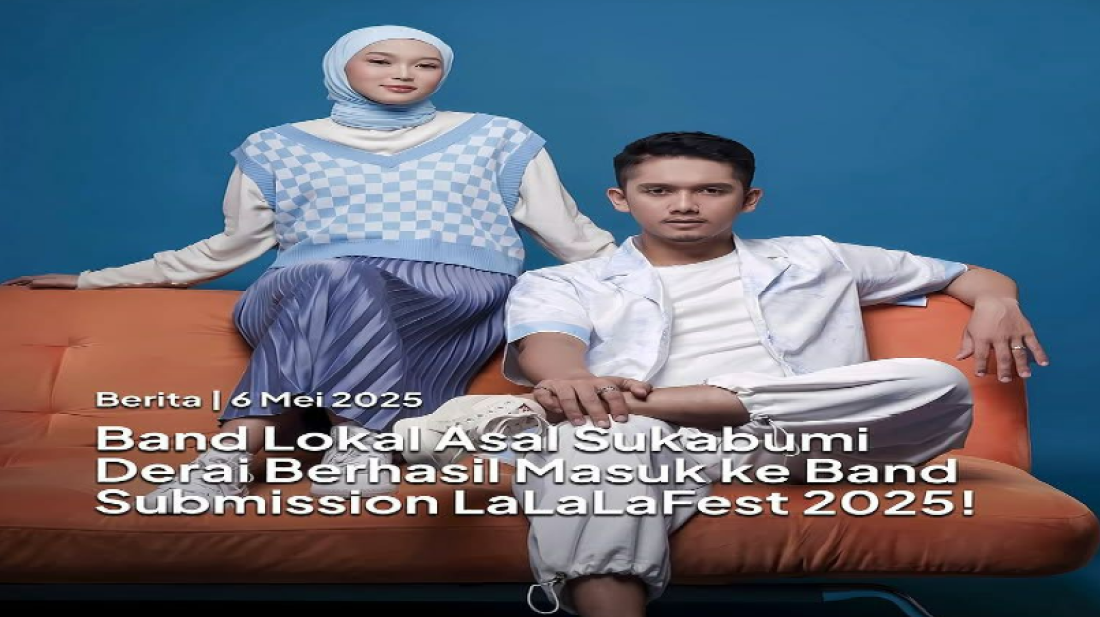 Berita | 6 Mei 2025
Band Lokal Asal Sukabumi
Derai Berhasil Masuk ke Band
Submission LaLaLaFest 2025!